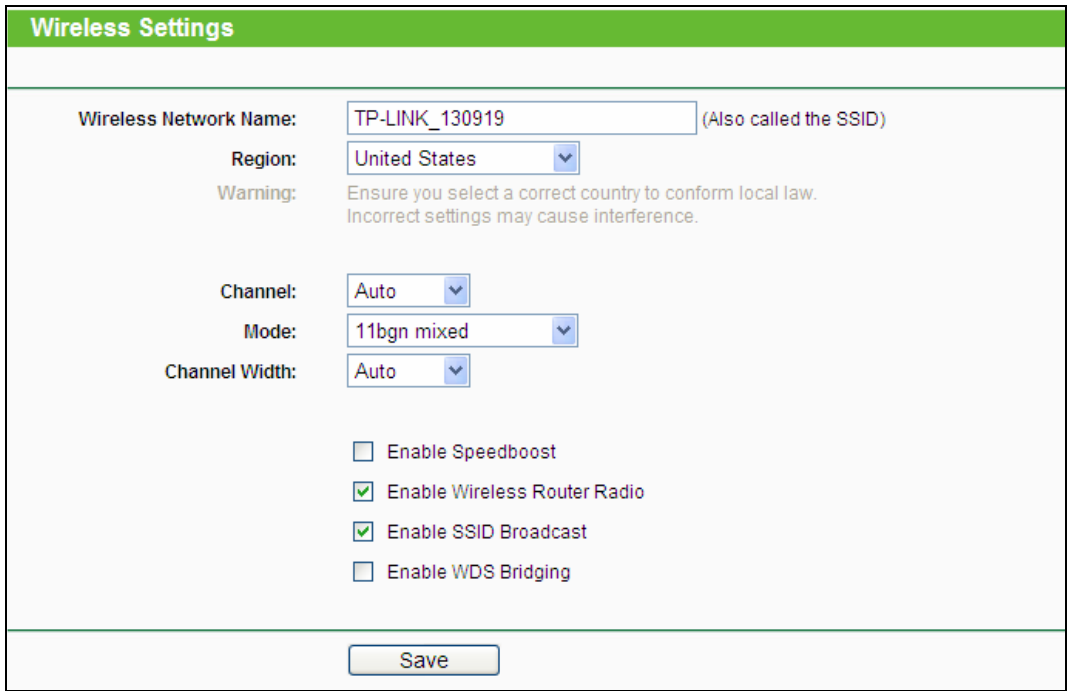 Wireless Settings
Wireless Network Name: TP-LINK_130919 (Also called the SSID)
Region: United States
Warning: Ensure you select a correct country to conform local law.
Incorrect settings may cause interference.
Channel: Auto
Mode: 11bgn mixed
Channel Width: Auto
Enable Speedboost
Enable Wireless Router Radio
Enable SSID Broadcast
Enable WDS Bridging
Save